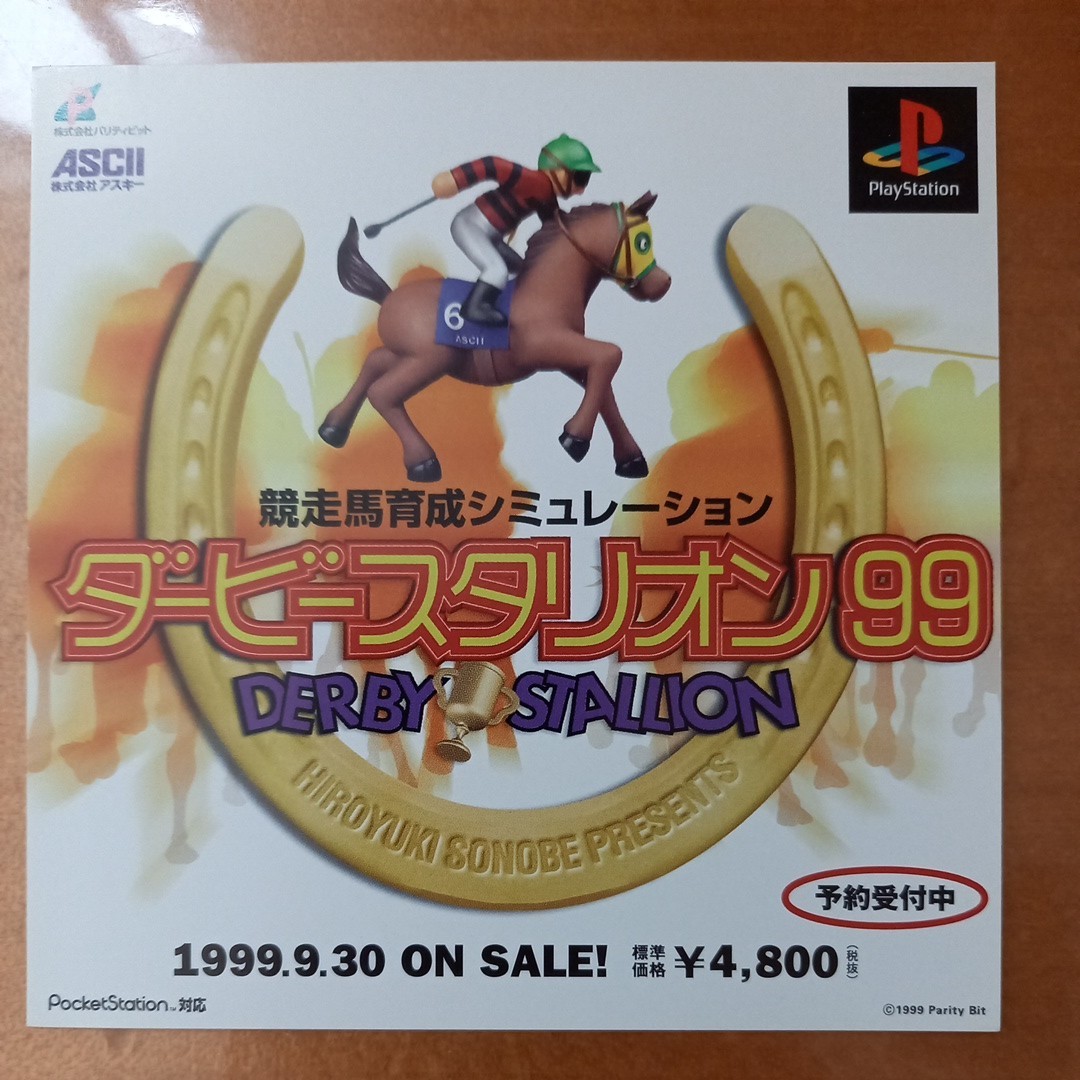 株式会社パリティビット
ASCII
株式会社アスキー
PlayStation
6
ASCII
競走馬育成シミュレーション
ダービースタリオン99
DERBY STALLION
HIROYUKI SONOBE PRESENTS
予約受付中
1999.9.30 ON SALE! 標準価格 ¥4,800(税抜)
PocketStation™対応
©1999 Parity Bit